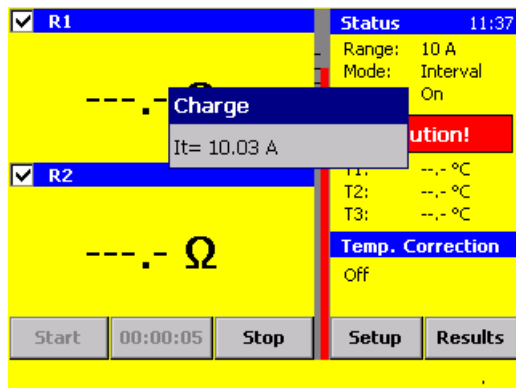 R1
---.- Ω
Charge
It= 10.03 A
R2
---.- Ω
Start 00:00:05 Stop
Status 11:37
Range: 10 A
Mode: Interval
On
ution!
T1: --.- °C
T2: --.- °C
T3: --.- °C
Temp. Correction
Off
Setup Results